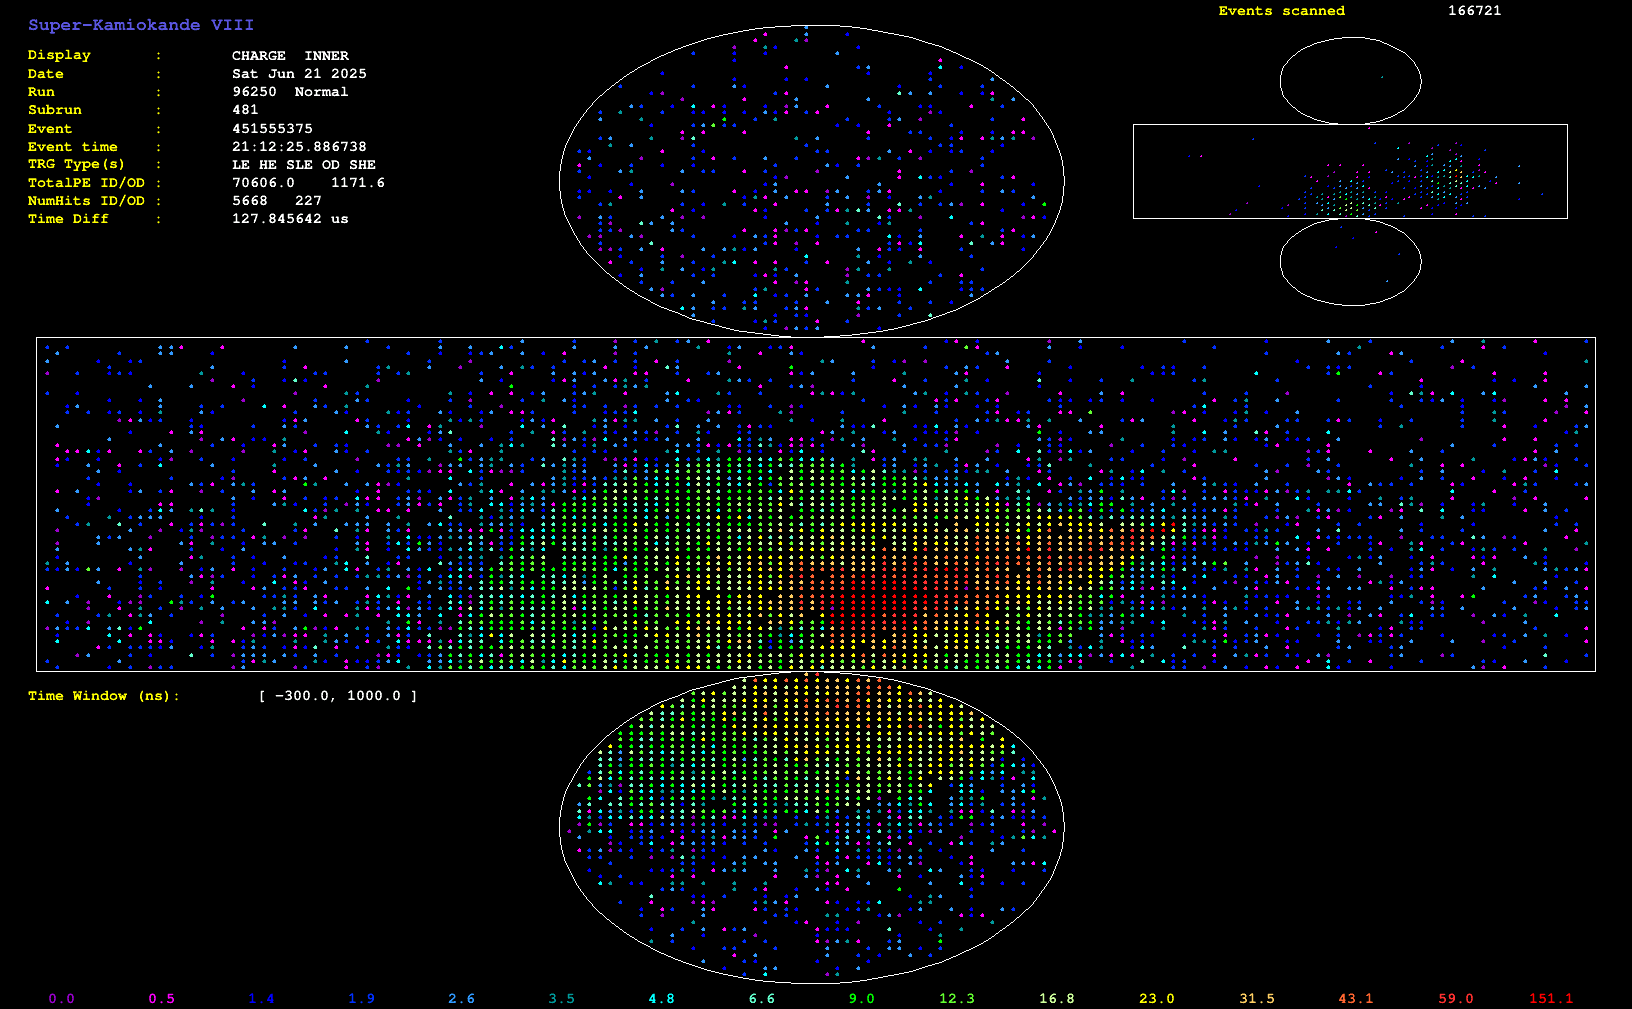 Super-Kamiokande VIII
Events scanned 166721
Display : CHARGE INNER
Date : Sat Jun 21 2025
Run : 96250 Normal
Subrun : 481
Event : 451555375
Event time : 21:12:25.886738
TRG Type(s) : LE HE SLE OD SHE
TotalPE ID/OD : 70606.0 1171.6
NumHits ID/OD : 5668 227
Time Diff : 127.845642 us
Time Window (ns): [ −300.0, 1000.0 ]
0.0 0.5 1.4 1.9 2.6 3.5 4.8 6.6 9.0 12.3 16.8 23.0 31.5 43.1 59.0 151.1